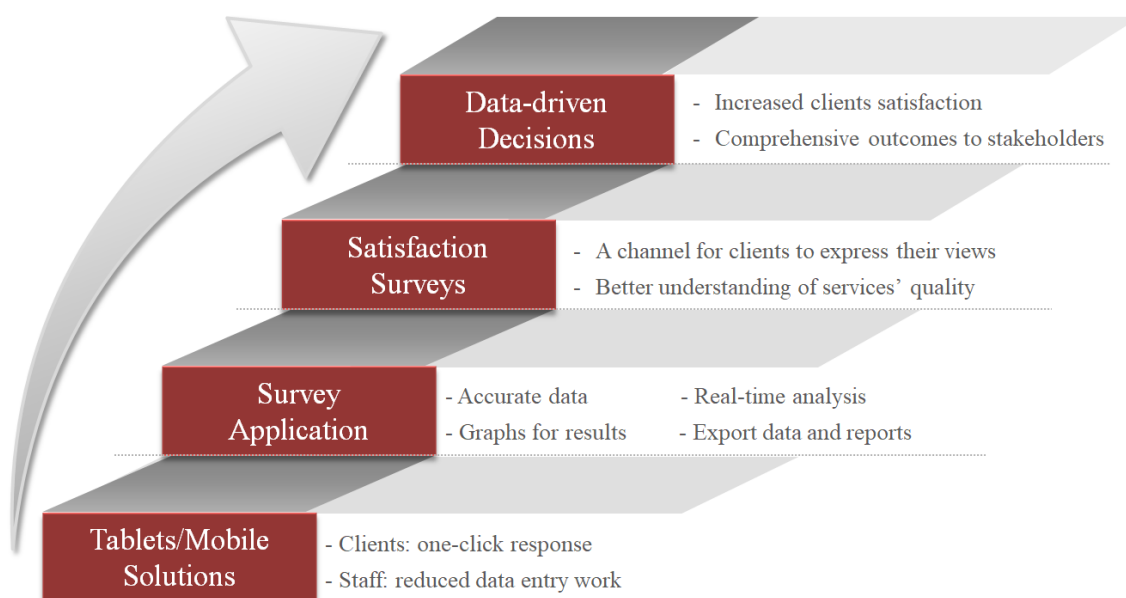 Data-driven
Decisions
- Increased clients satisfaction
- Comprehensive outcomes to stakeholders
Satisfaction
Surveys
- A channel for clients to express their views
- Better understanding of services’ quality
Survey
Application
- Accurate data
- Real-time analysis
- Graphs for results
- Export data and reports
Tablets/Mobile
Solutions
- Clients: one-click response
- Staff: reduced data entry work